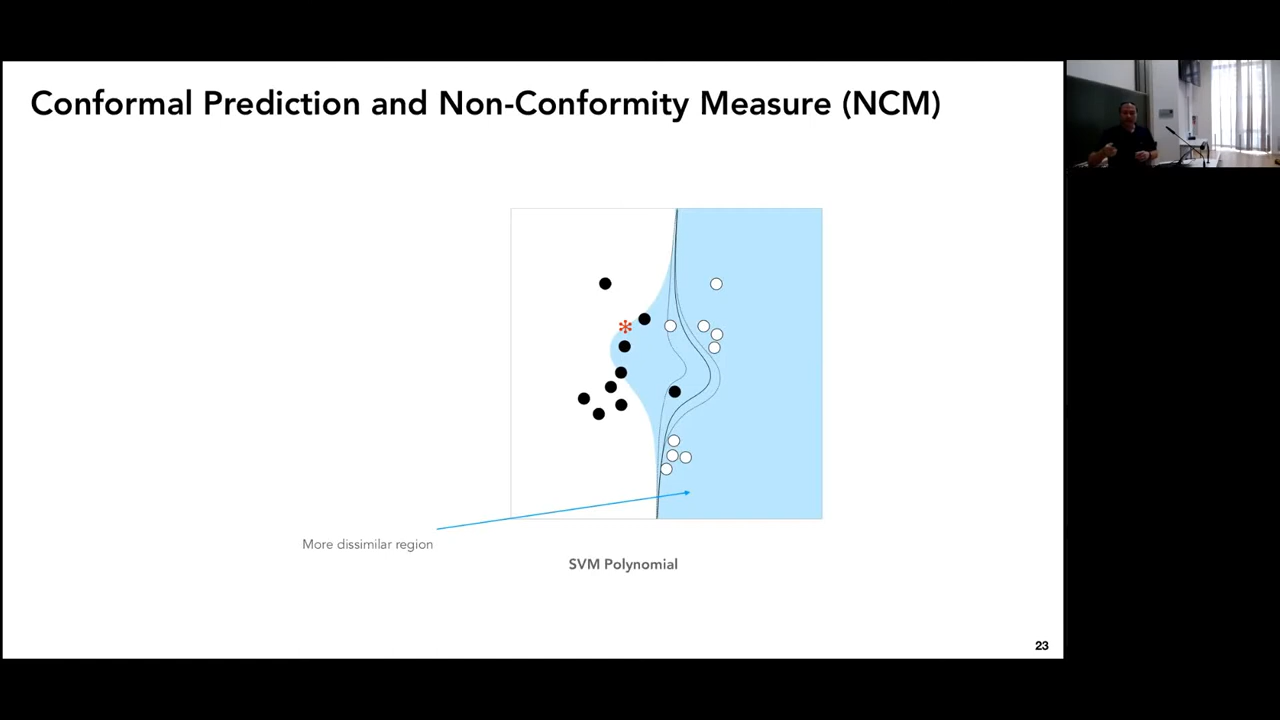 Conformal Prediction and Non-Conformity Measure (NCM)
More dissimilar region
SVM Polynomial
23